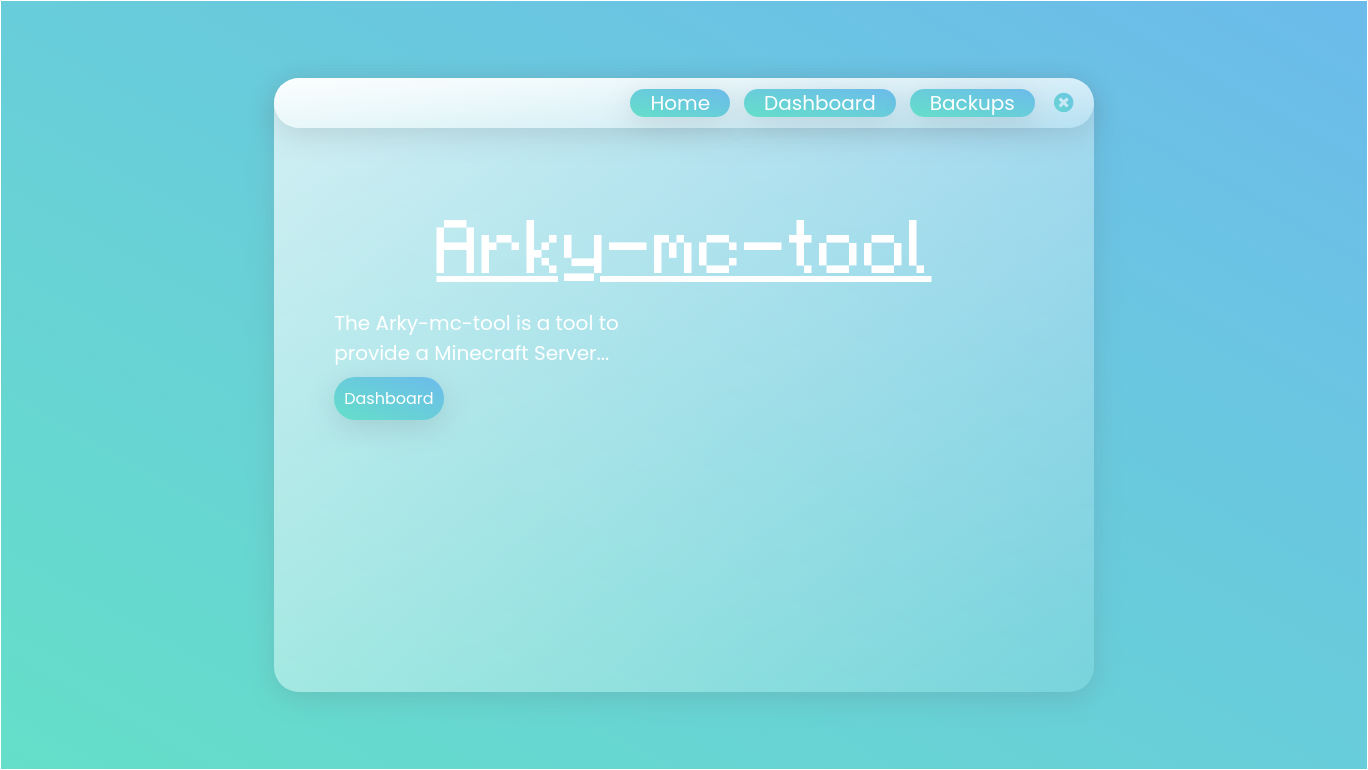 Home Dashboard Backups
Arky-mc-tool
The Arky-mc-tool is a tool to
provide a Minecraft Server...
Dashboard